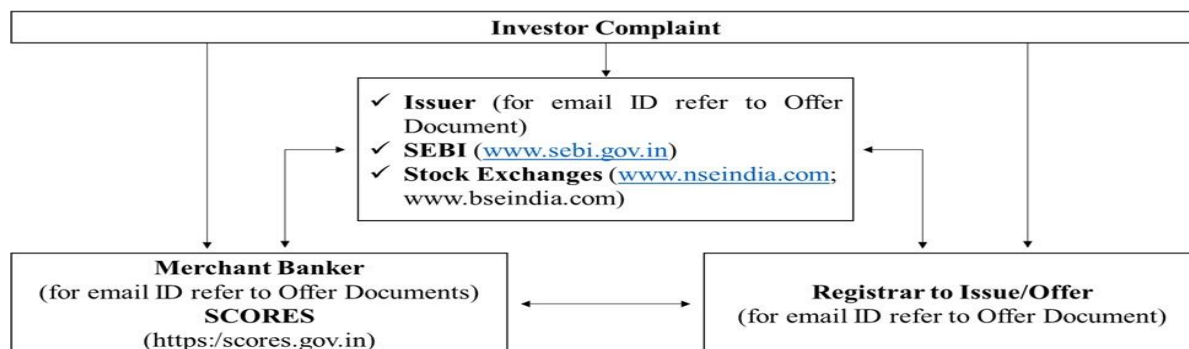 Investor Complaint
✓ Issuer (for email ID refer to Offer
Document)
✓ SEBI (www.sebi.gov.in)
✓ Stock Exchanges (www.nseindia.com;
www.bseindia.com)
Merchant Banker
(for email ID refer to Offer Documents)
SCORES
(https:/scores.gov.in)
Registrar to Issue/Offer
(for email ID refer to Offer Document)